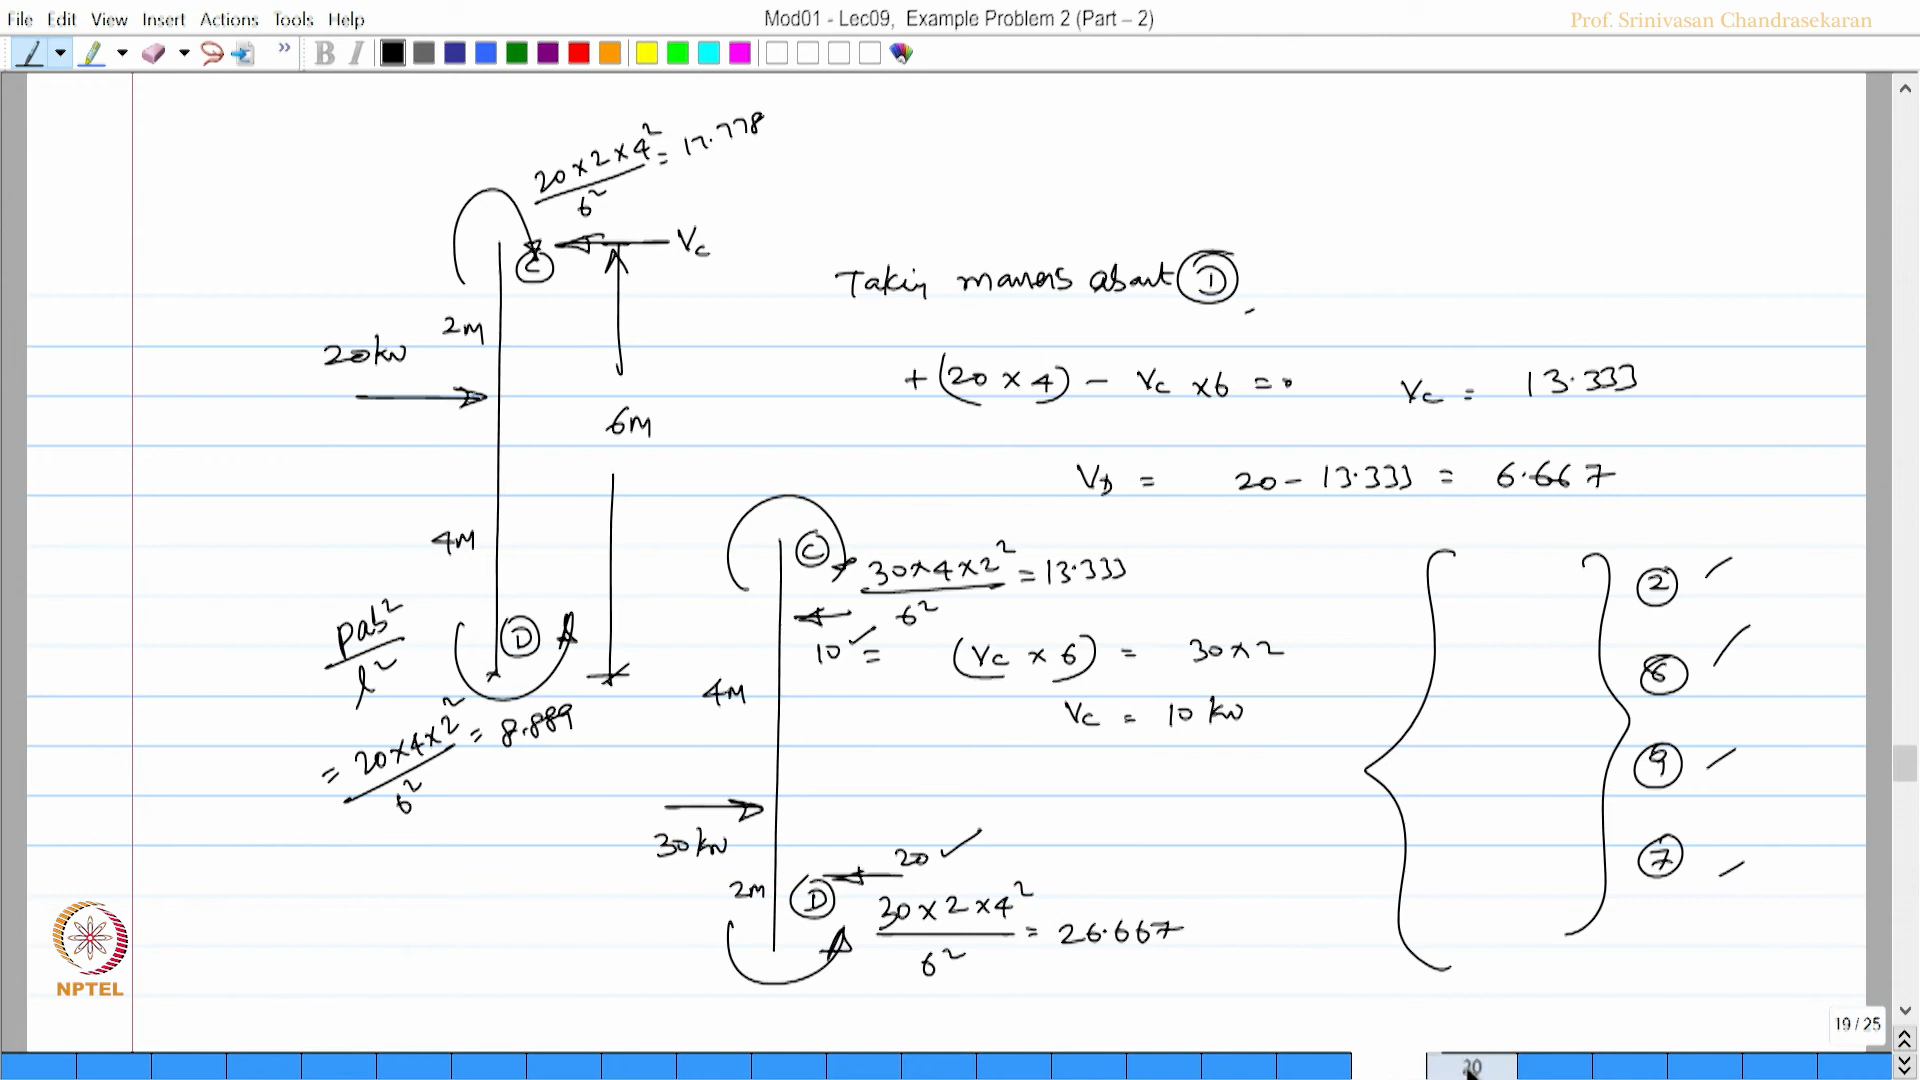 File Edit View Insert Actions Tools Help
Mod01 - Lec09, Example Problem 2 (Part – 2)
Prof. Srinivasan Chandrasekaran
B I
20×2×4² / 6² = 17.778
C
Vc
2m
20kN
6m
4m
D
pab² / l²
= 20×4×2² / 6² = 8.889
about D
+(20 × 4) – Vc ×6 =0
Vc = 13.333
VD = 20 – 13.333 = 6.667
C
30×4×2² / 6² = 13.333
10 =
(Vc × 6) = 30×2
Vc = 10 kN
4m
30kN
2m
D
20
30×2×4² / 6² = 26.667
2
6
9
7
NPTEL
19 / 25
20